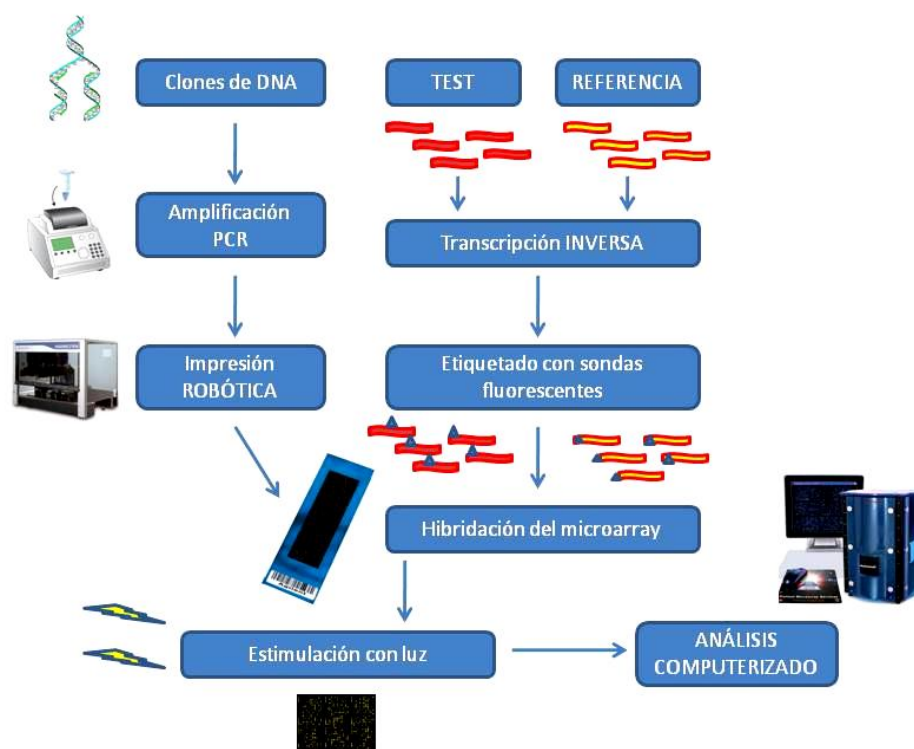 Clones de DNA
TEST
REFERENCIA
Amplificación
PCR
Transcripción INVERSA
Impresión
ROBÓTICA
Etiquetado con sondas
fluorescentes
Hibridación del microarray
Estimulación con luz
ANÁLISIS
COMPUTERIZADO